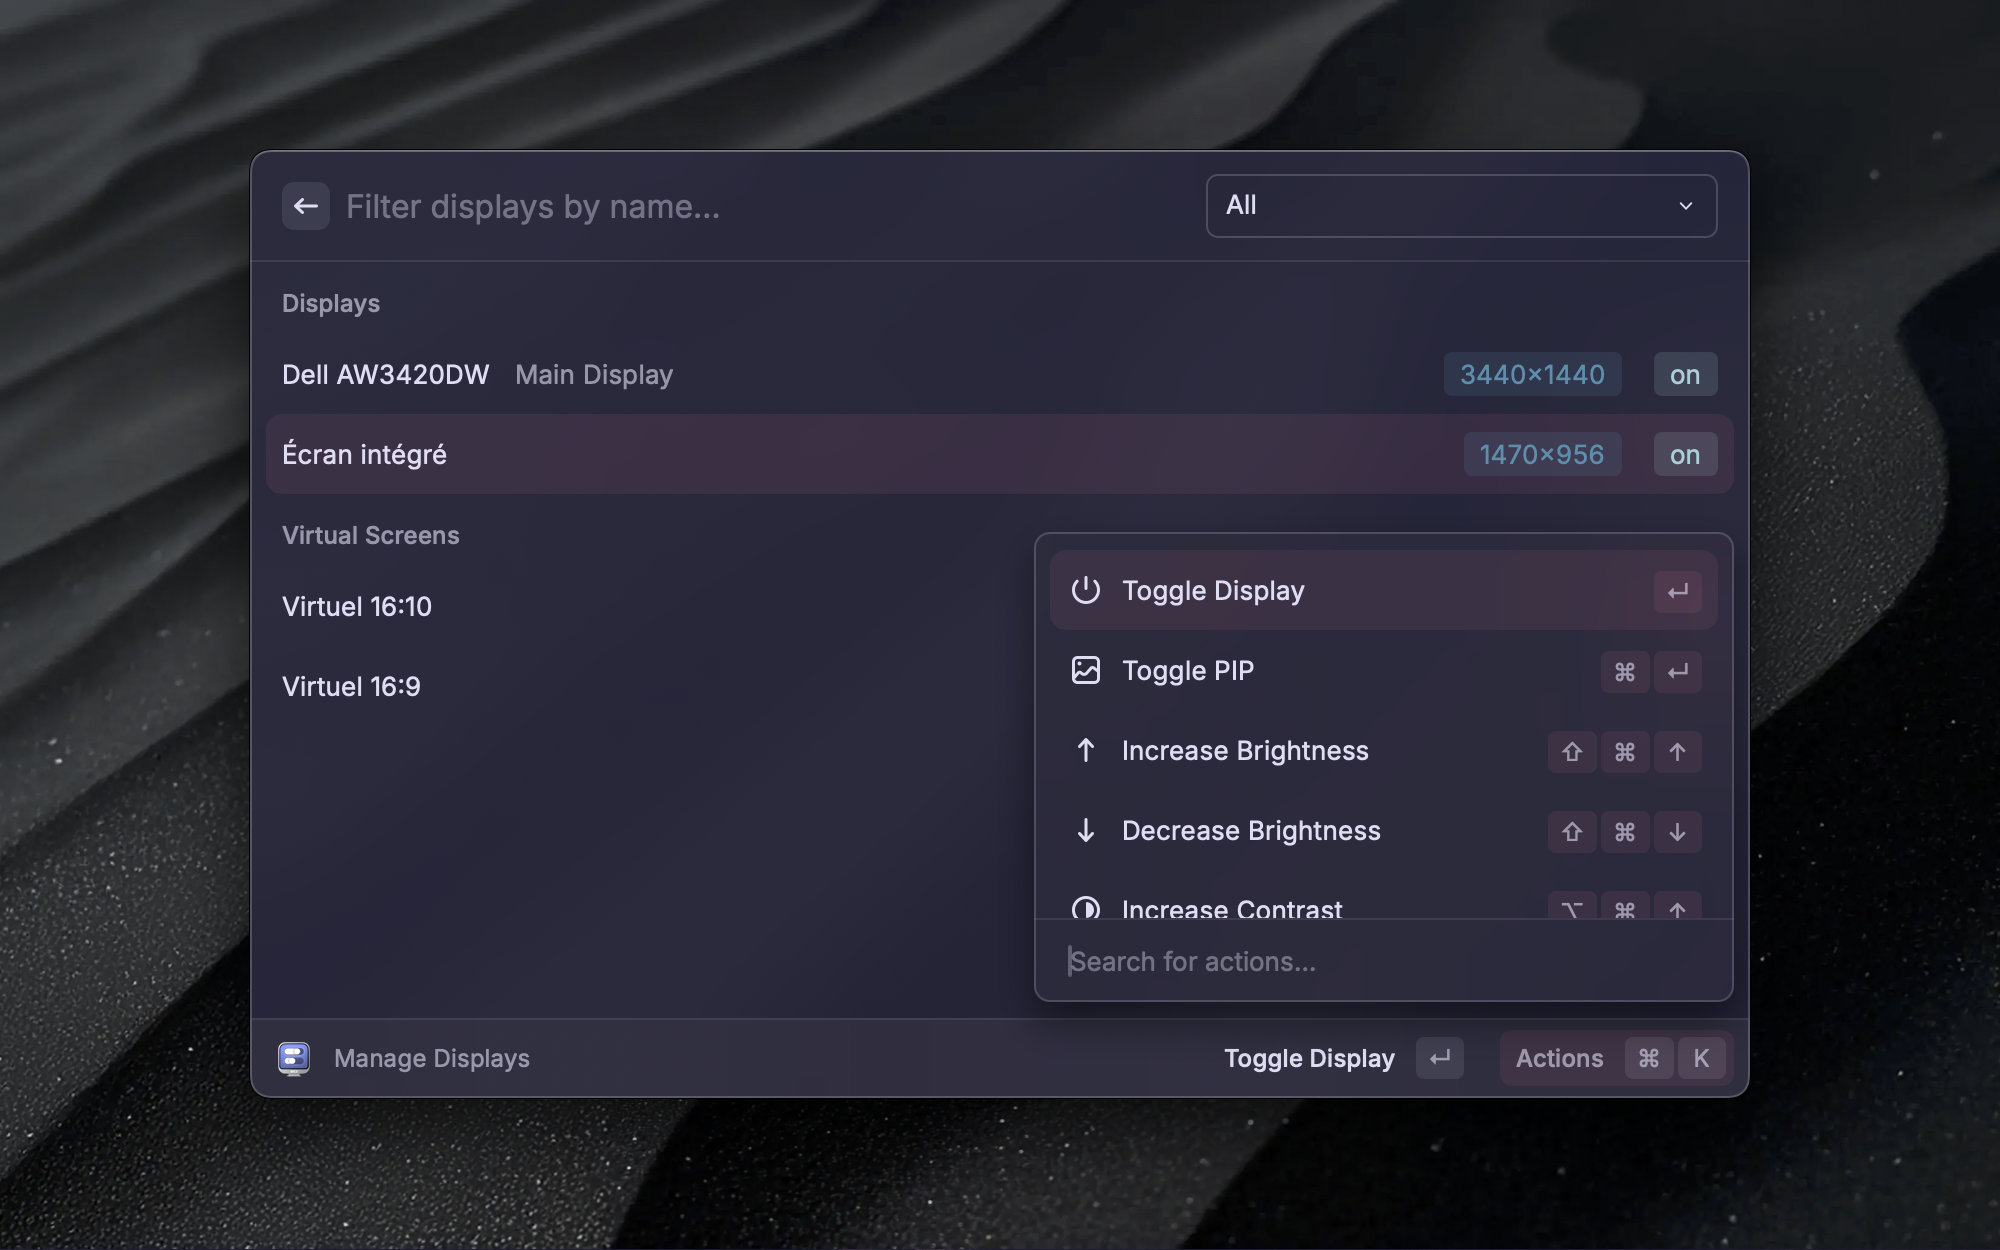 Filter displays by name...
All
Displays
Dell AW3420DW Main Display 3440×1440 on
Écran intégré 1470×956 on
Virtual Screens
Virtuel 16:10
Virtuel 16:9
Toggle Display ↵
Toggle PIP ⌘ ↵
Increase Brightness ⇧ ⌘ ↑
Decrease Brightness ⇧ ⌘ ↓
Increase Contrast ⌥ ⌘ ↑
Search for actions...
Manage Displays Toggle Display ↵ Actions ⌘ K